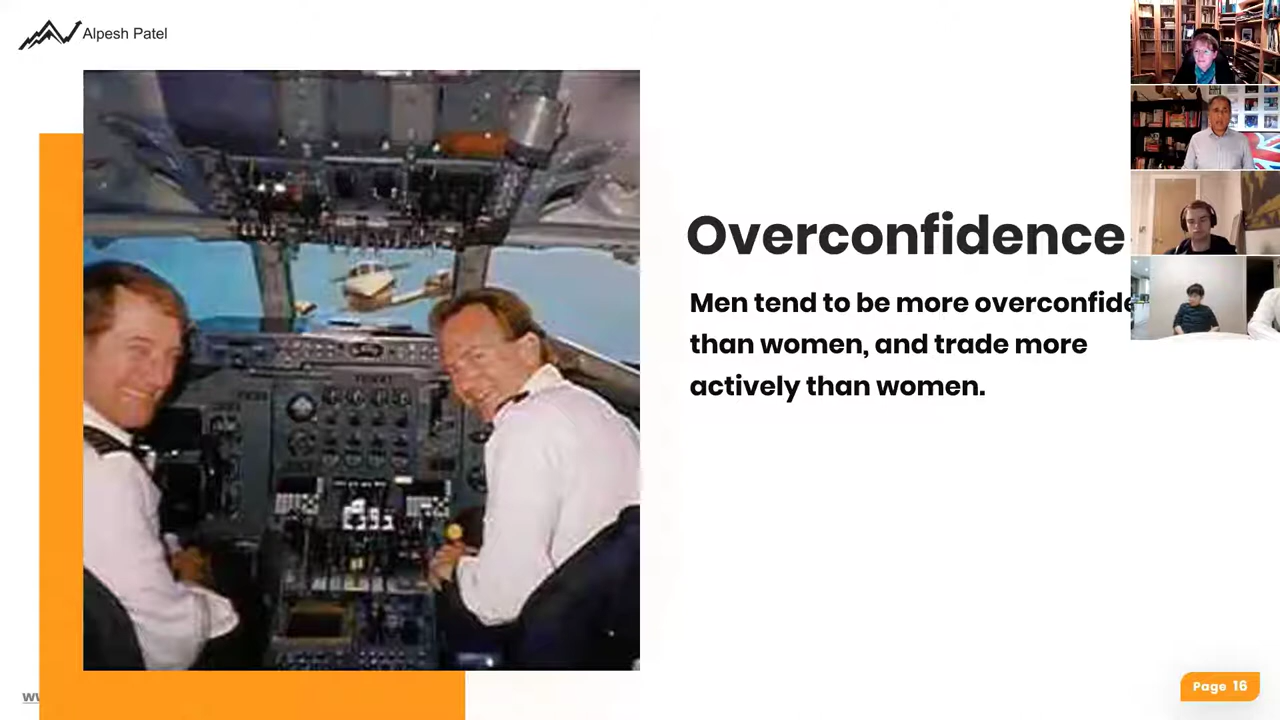 Alpesh Patel
Overconfidence
Men tend to be more overconfide
than women, and trade more
actively than women.
Page 16